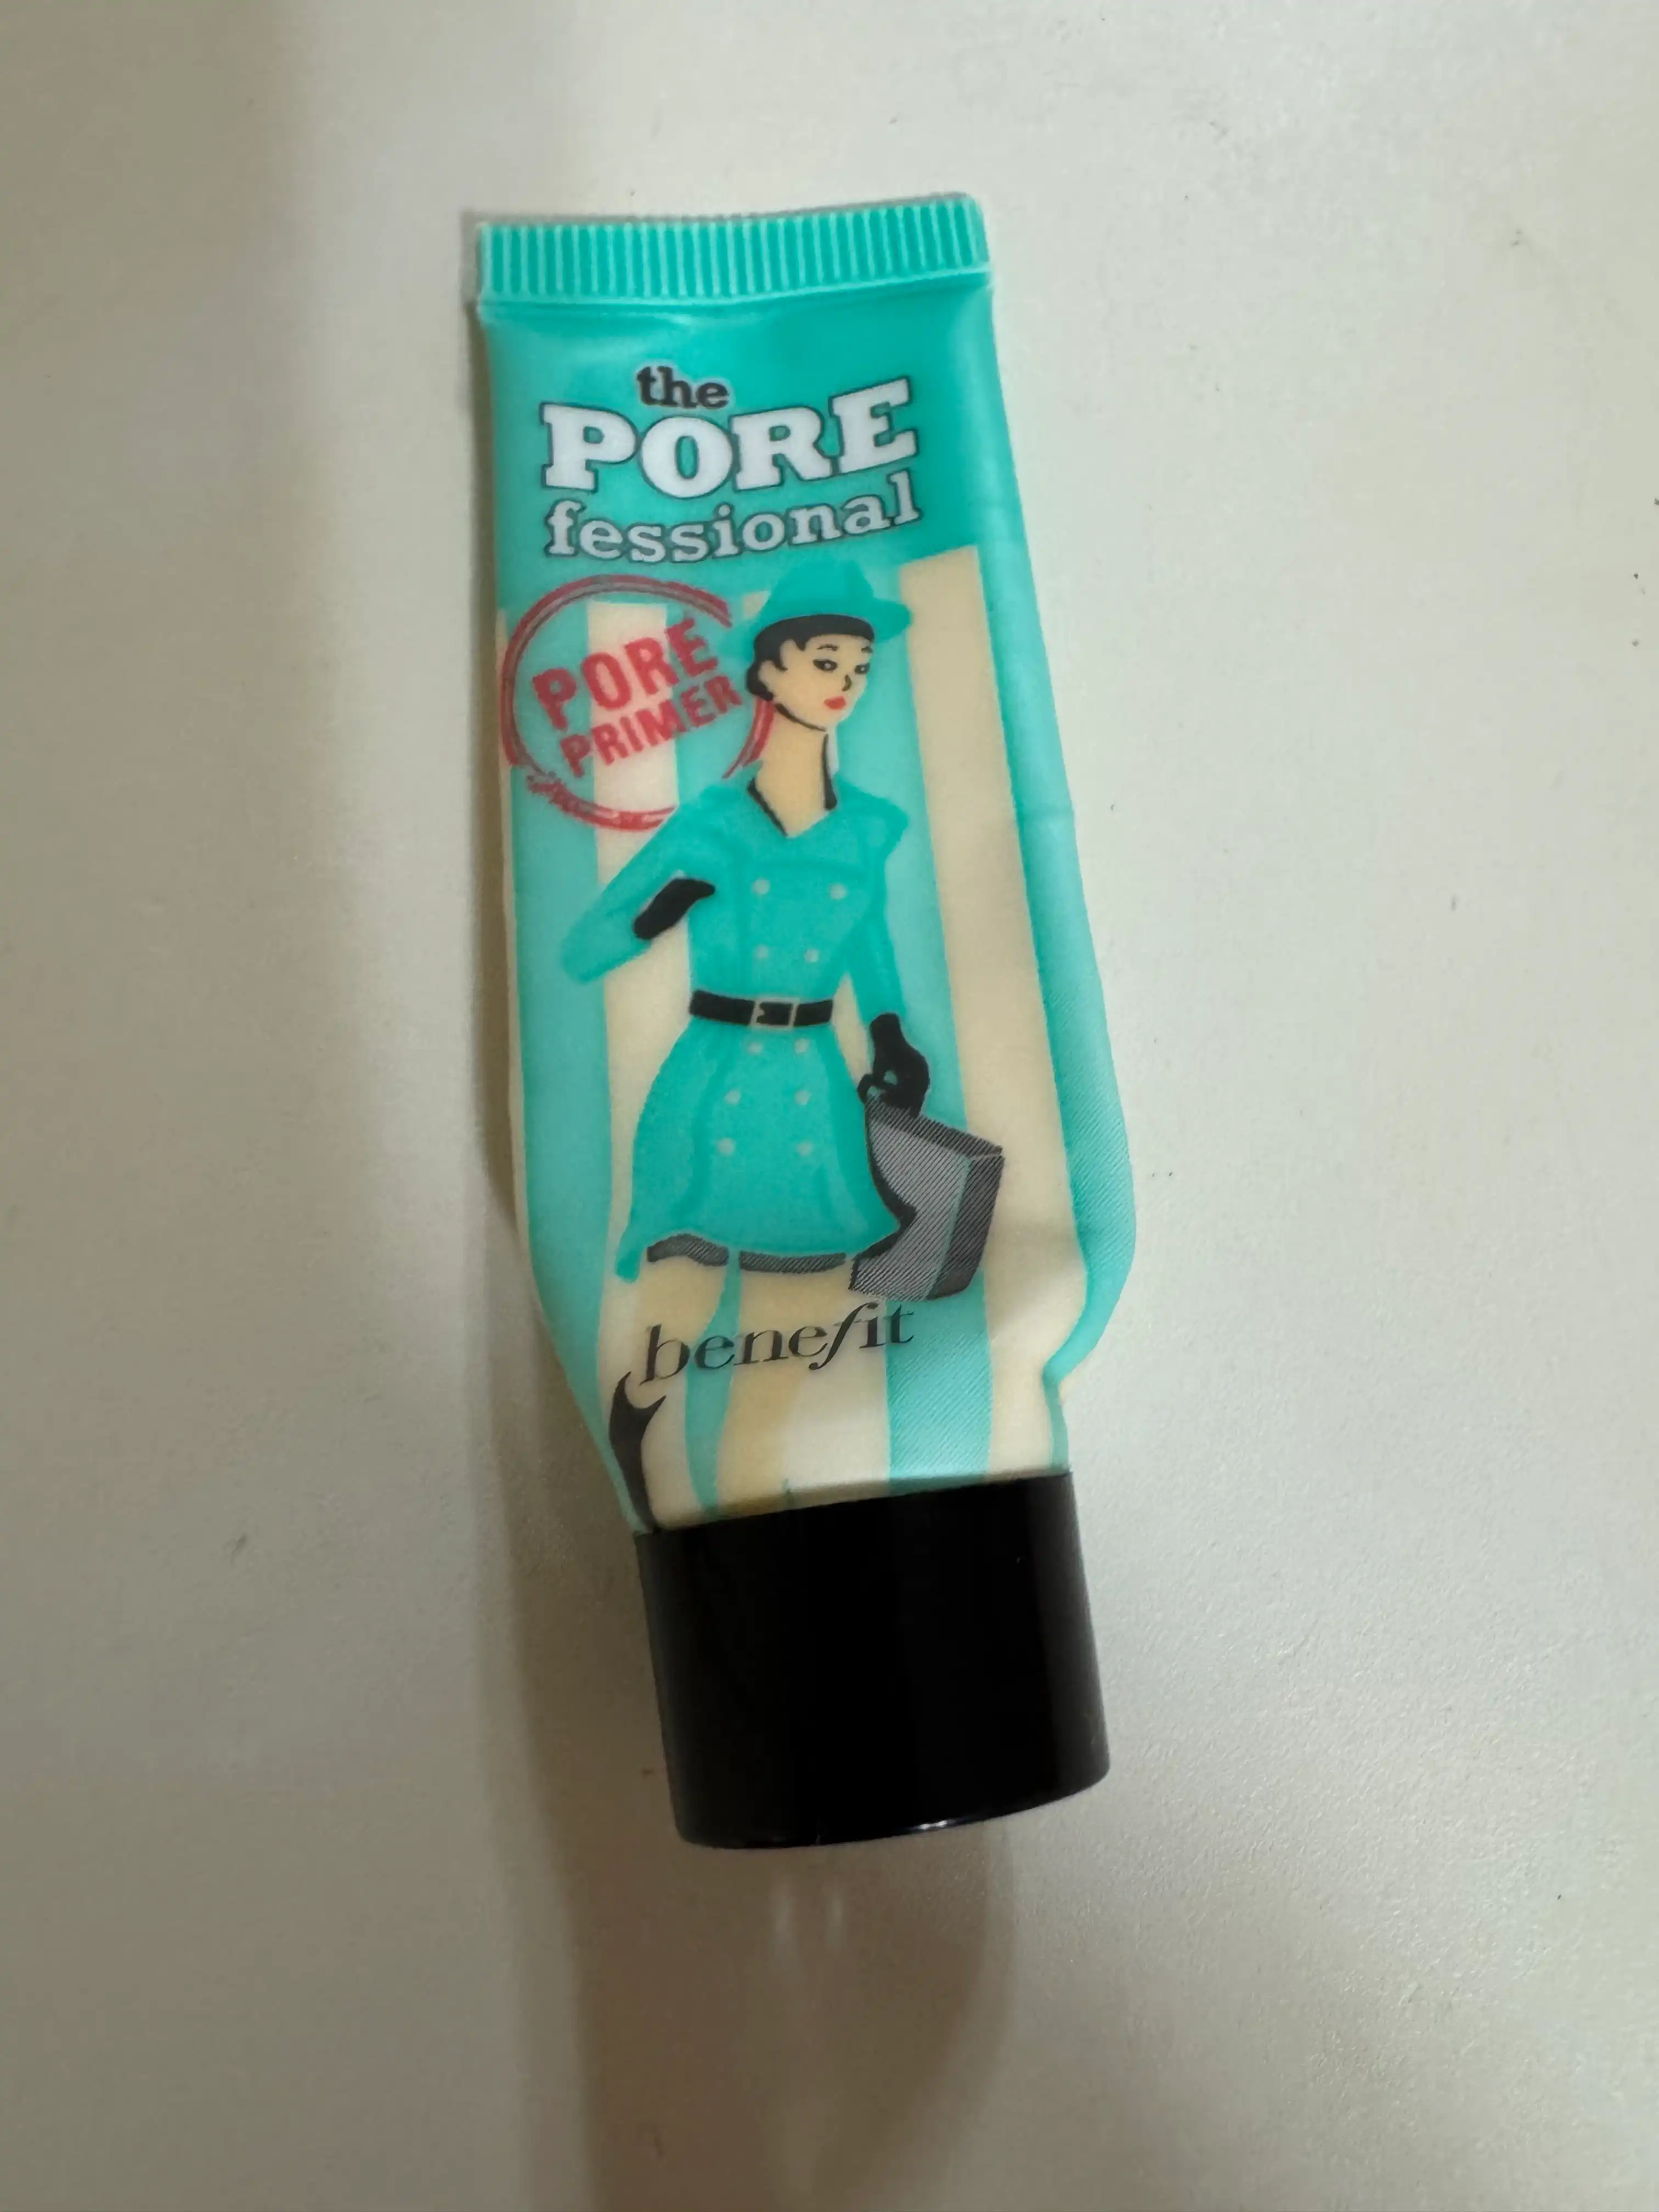 the
PORE
fessional
PORE
PRIMER
benefit